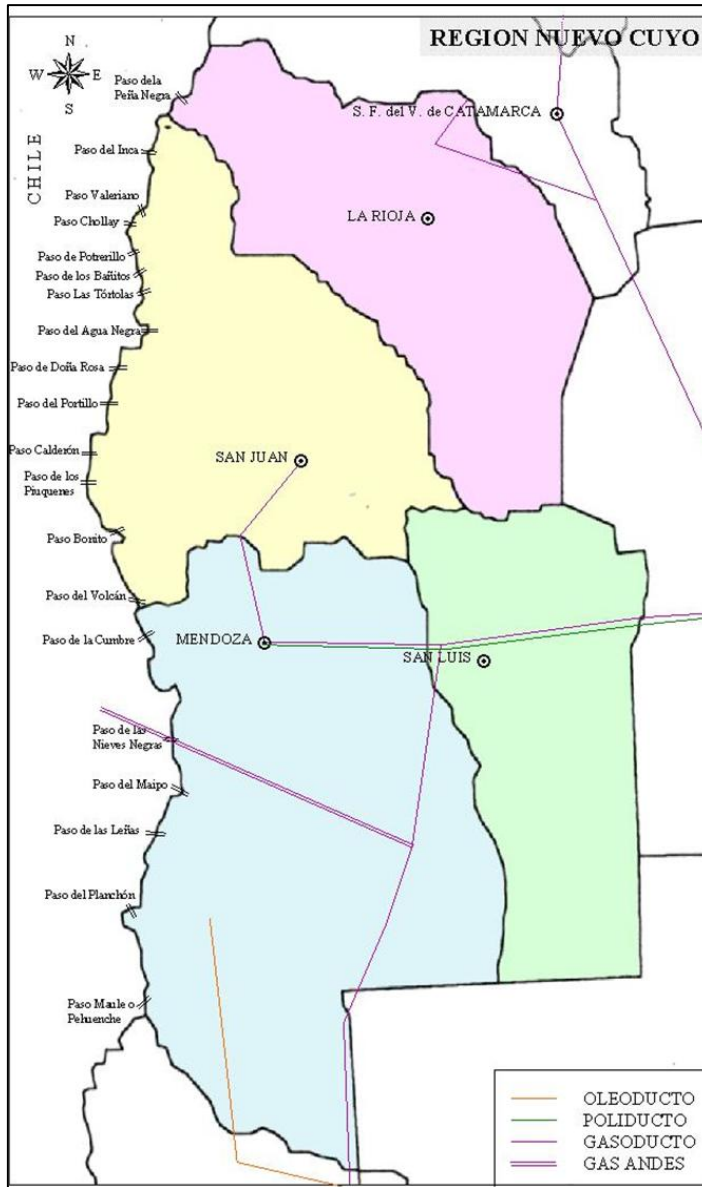 REGION NUEVO CUYO
N
W E
S
CHILE
Paso dela
Peña Negra
S. F. del V. de CATAMARCA
Paso del Inca
Paso Valeriano
Paso Chollay
LA RIOJA
Paso de Potrerillo
Paso de los Bañitos
Paso Las Tórtolas
Paso del Agua Negra
Paso de Doña Rosa
Paso del Portillo
Paso Calderón
SAN JUAN
Paso de los
Piuquenes
Paso Bonito
Paso del Volcán
Paso de la Cumbre
MENDOZA
SAN LUIS
Paso de las
Nieves Negras
Paso del Maipo
Paso de las Leñas
Paso del Planchón
Paso Maule o
Pehuenche
OLEODUCTO
POLIDUCTO
GASODUCTO
GAS ANDES